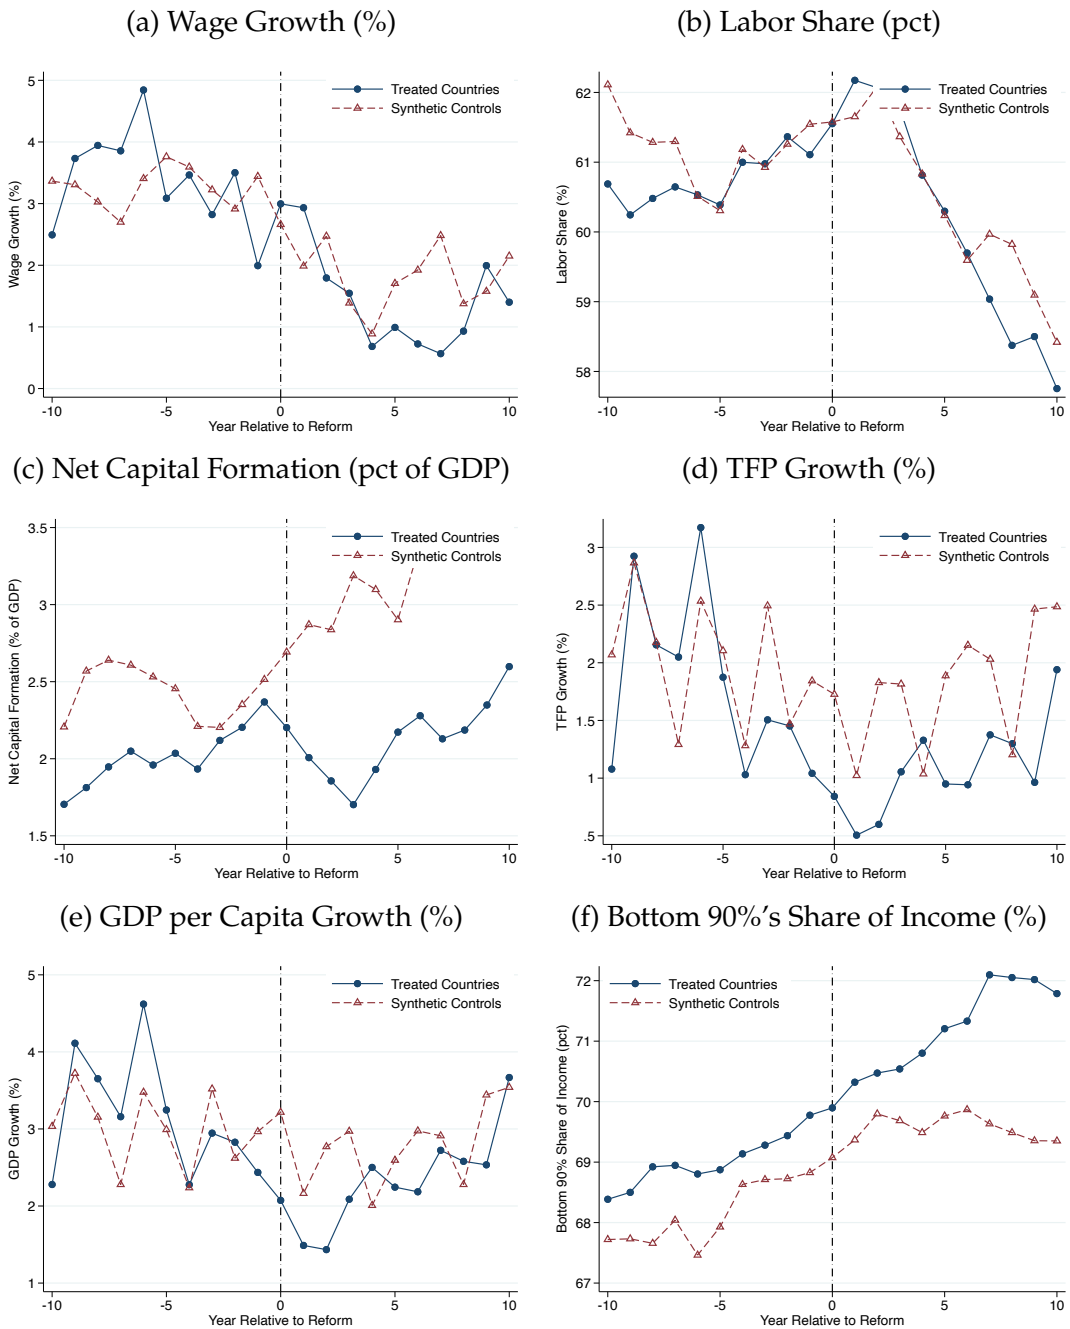 (a) Wage Growth (%)
Treated Countries
Synthetic Controls
Wage Growth (%)
5
4
3
2
1
0
-10 -5 0 5 10
Year Relative to Reform
(b) Labor Share (pct)
Treated Countries
Synthetic Controls
Labor Share (%)
62
61
60
59
58
-10 -5 0 5 10
Year Relative to Reform
(c) Net Capital Formation (pct of GDP)
Treated Countries
Synthetic Controls
Net Capital Formation (% of GDP)
3.5
3
2.5
2
1.5
-10 -5 0 5 10
Year Relative to Reform
(d) TFP Growth (%)
Treated Countries
Synthetic Controls
TFP Growth (%)
3
2.5
2
1.5
1
.5
-10 -5 0 5 10
Year Relative to Reform
(e) GDP per Capita Growth (%)
Treated Countries
Synthetic Controls
GDP Growth (%)
5
4
3
2
1
-10 -5 0 5 10
Year Relative to Reform
(f) Bottom 90%'s Share of Income (%)
Treated Countries
Synthetic Controls
Bottom 90% Share of Income (pct)
72
71
70
69
68
67
-10 -5 0 5 10
Year Relative to Reform